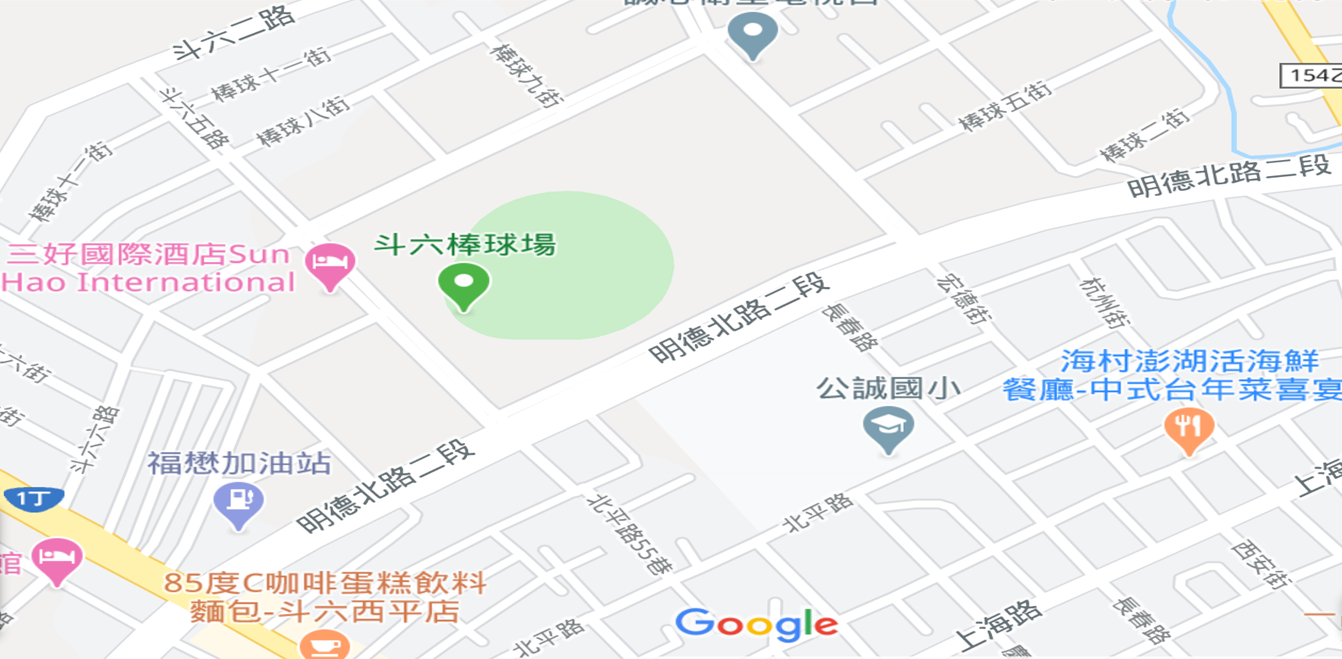 斗六二路
棒球十一街
棒球九街
154乙
斗六五路
棒球八街
棒球五街
棒球二街
棒球十二街
明德北路二段
斗六棒球場
三好國際酒店Sun
Hao International
明德北路二段
宏德街
杭州街
長春路
六街
海村澎湖活海鮮
餐廳-中式台年菜喜宴
公誠國小
街
斗六六路
福懋加油站
明德北路二段
1丁
上海
北平路
北平路55巷
館
西安街
85度C咖啡蛋糕飲料
麵包-斗六西平店
長春路
Google
上海路
北平路